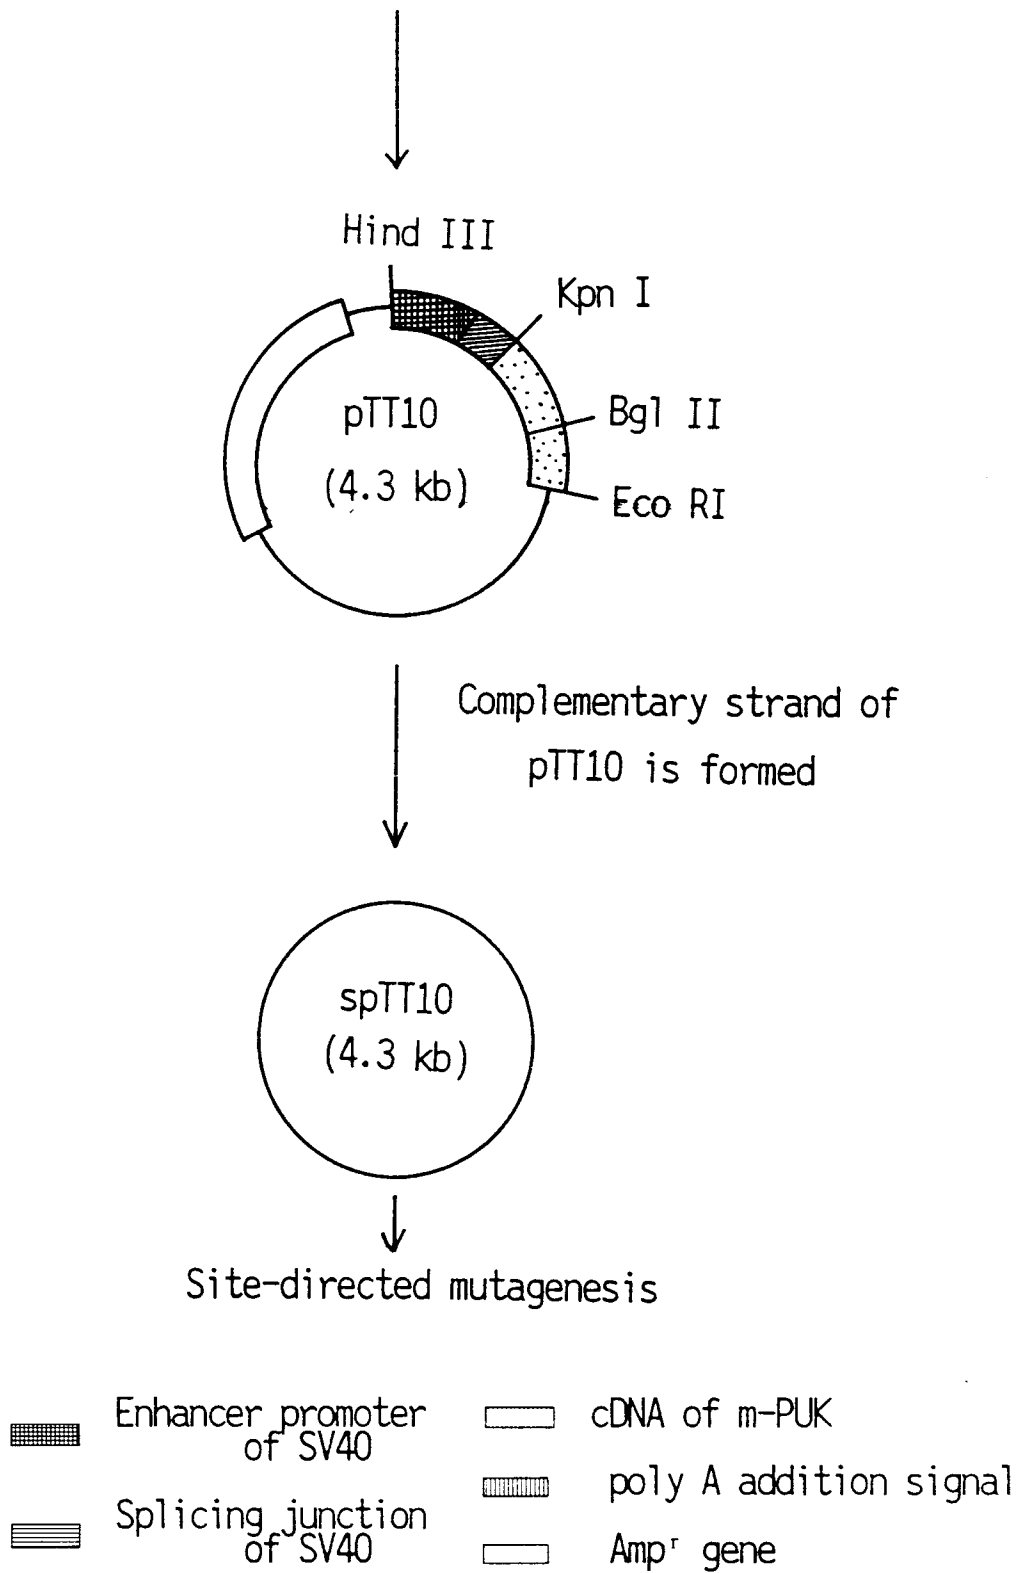 Hind III
Kpn I
pTT10
(4.3 kb)
Bgl II
Eco RI
Complementary strand of
pTT10 is formed
spTT10
(4.3 kb)
Site-directed mutagenesis
Enhancer promoter
of SV40
Splicing junction
of SV40
cDNA of m-PUK
poly A addition signal
Ampʳ gene